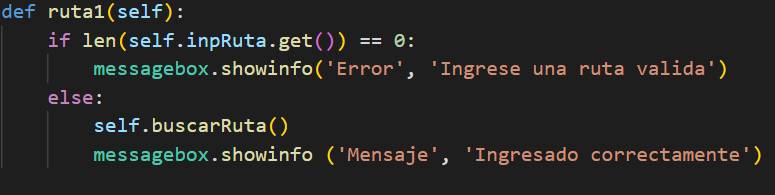 def ruta1(self):
    if len(self.inpRuta.get()) == 0:
        messagebox.showinfo('Error', 'Ingrese una ruta valida')
    else:
        self.buscarRuta()
        messagebox.showinfo ('Mensaje', 'Ingresado correctamente')